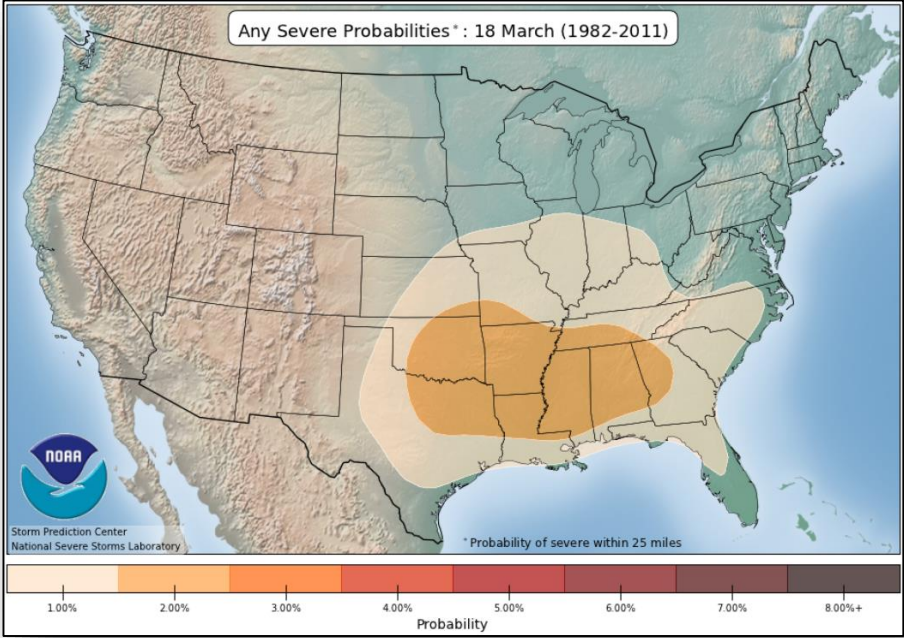 Any Severe Probabilities*: 18 March (1982-2011)
NOAA
Storm Prediction Center
National Severe Storms Laboratory
*Probability of severe within 25 miles
1.00% 2.00% 3.00% 4.00% 5.00% 6.00% 7.00% 8.00%+
Probability